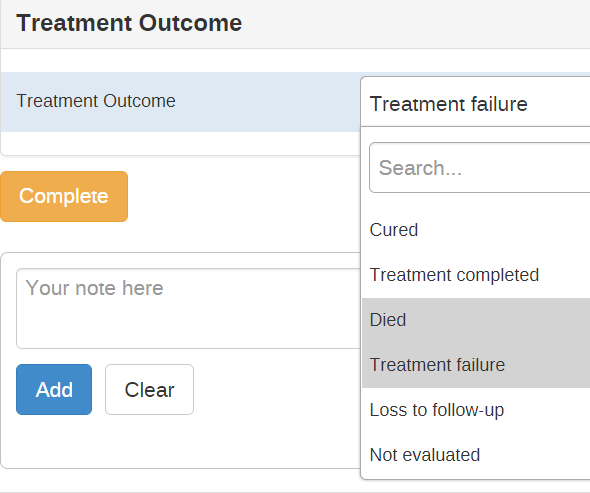 Treatment Outcome
Treatment Outcome
Treatment failure
Search...
Cured
Treatment completed
Died
Treatment failure
Loss to follow-up
Not evaluated
Complete
Your note here
Add
Clear